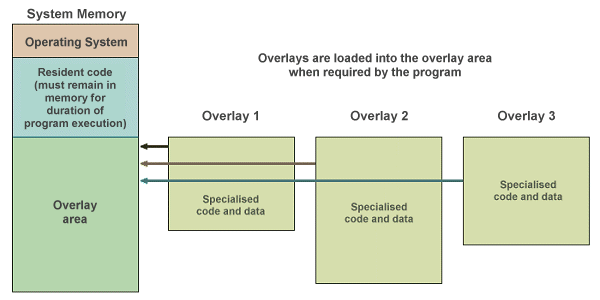 System Memory
Operating System
Resident code
(must remain in
memory for
duration of
program execution)
Overlay
area
Overlays are loaded into the overlay area
when required by the program
Overlay 1
Specialised
code and data
Overlay 2
Specialised
code and data
Overlay 3
Specialised
code and data